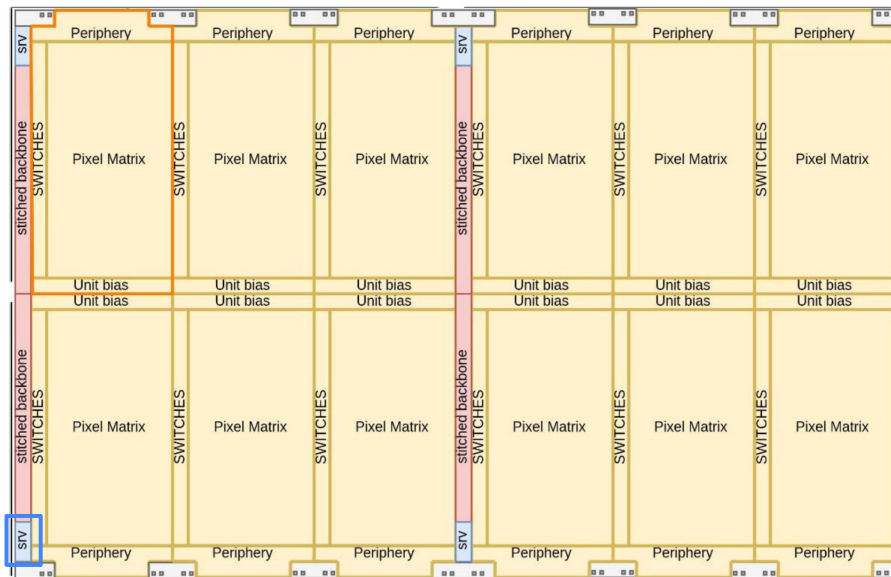 srv Periphery Periphery Periphery srv Periphery Periphery Periphery
stitched backbone SWITCHES Pixel Matrix SWITCHES Pixel Matrix SWITCHES Pixel Matrix stitched backbone SWITCHES Pixel Matrix SWITCHES Pixel Matrix SWITCHES Pixel Matrix
Unit bias Unit bias Unit bias Unit bias Unit bias Unit bias
Unit bias Unit bias Unit bias Unit bias Unit bias Unit bias
stitched backbone SWITCHES Pixel Matrix SWITCHES Pixel Matrix SWITCHES Pixel Matrix stitched backbone SWITCHES Pixel Matrix SWITCHES Pixel Matrix SWITCHES Pixel Matrix
srv Periphery Periphery Periphery srv Periphery Periphery Periphery